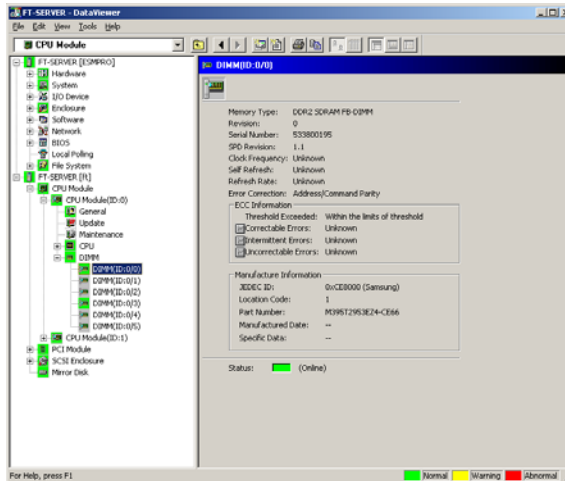 FT-SERVER - DataViewer
File Edit View Tools Help
CPU Module
FT-SERVER [ESMPRO]
Hardware
System
I/O Device
Enclosure
Software
Network
BIOS
Local Polling
File System
FT-SERVER [ft]
CPU Module
CPU Module(ID:0)
General
Update
Maintenance
CPU
DIMM
DIMM(ID:0/0)
DIMM(ID:0/1)
DIMM(ID:0/2)
DIMM(ID:0/3)
DIMM(ID:0/4)
DIMM(ID:0/5)
CPU Module(ID:1)
PCI Module
SCSI Enclosure
Mirror Disk
DIMM(ID:0/0)
Memory Type: DDR2 SDRAM FB-DIMM
Revision: 0
Serial Number: 533800195
SPD Revision: 1.1
Clock Frequency: Unknown
Self Refresh: Unknown
Refresh Rate: Unknown
Error Correction: Address/Command Parity
ECC Information
Threshold Exceeded: Within the limits of threshold
Correctable Errors: Unknown
Intermittent Errors: Unknown
Uncorrectable Errors: Unknown
Manufacture Information
JEDEC ID: 0xCE0000 (Samsung)
Location Code: 1
Part Number: M395T2953EZ4-CE66
Manufactured Date: --
Specific Data: --
Status: (Online)
For Help, press F1
Normal Warning Abnormal